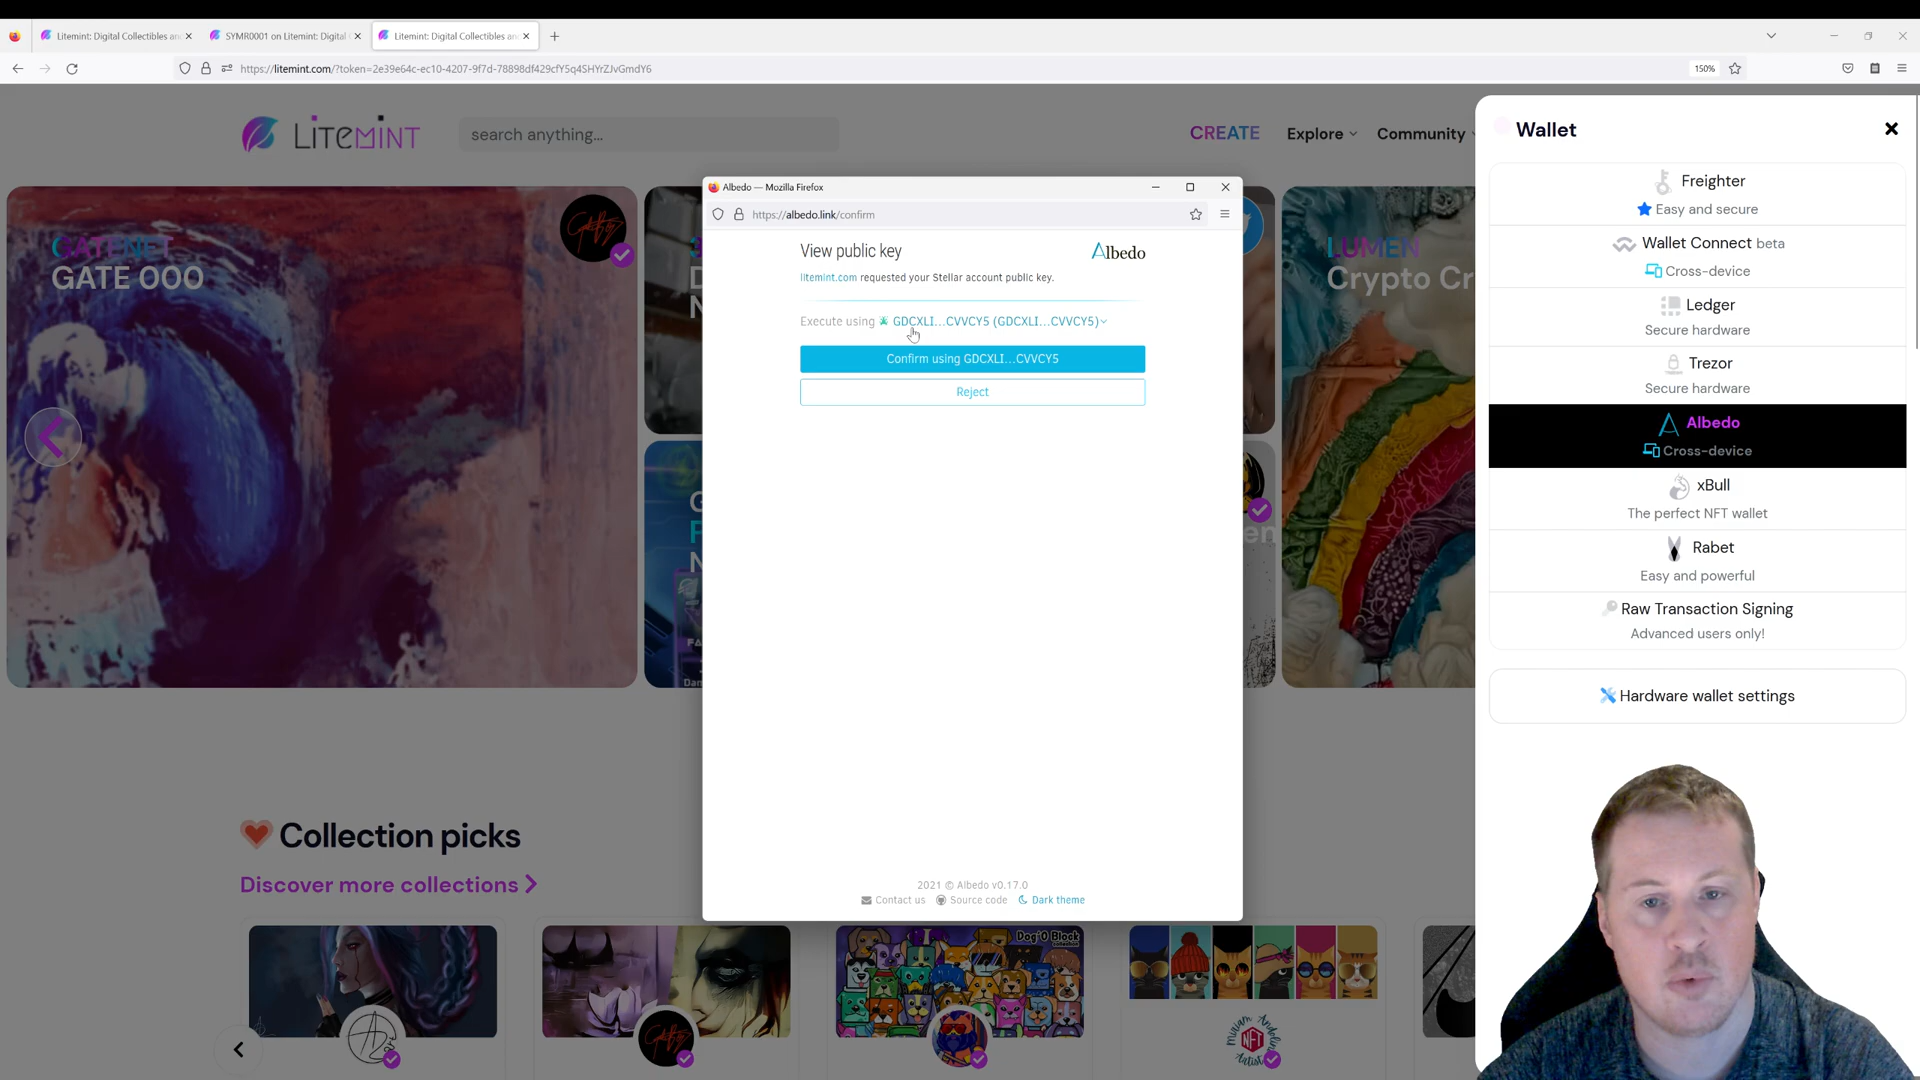 Litemint: Digital Collectibles an
SYMR0001 on Litemint: Digital
Litemint: Digital Collectibles an
https://litemint.com/?token=2e39e64c-ec10-4207-9f7d-78898df429cfY5q4SHYrZJvGmdY6
150%
LiTEMINT
search anything...
CREATE
Explore
Community
GATENET
GATE 000
LUMEN
Crypto Cr
Albedo — Mozilla Firefox
https://albedo.link/confirm
View public key
Albedo
litemint.com requested your Stellar account public key.
Execute using GDCXLI...CVVCY5 (GDCXLI...CVVCY5)
Confirm using GDCXLI...CVVCY5
Reject
2021 © Albedo v0.17.0
Contact us
Source code
Dark theme
Wallet
Freighter
Easy and secure
Wallet Connect beta
Cross-device
Ledger
Secure hardware
Trezor
Secure hardware
Albedo
Cross-device
xBull
The perfect NFT wallet
Rabet
Easy and powerful
Raw Transaction Signing
Advanced users only!
Hardware wallet settings
Collection picks
Discover more collections
Dog'O Block
NFT